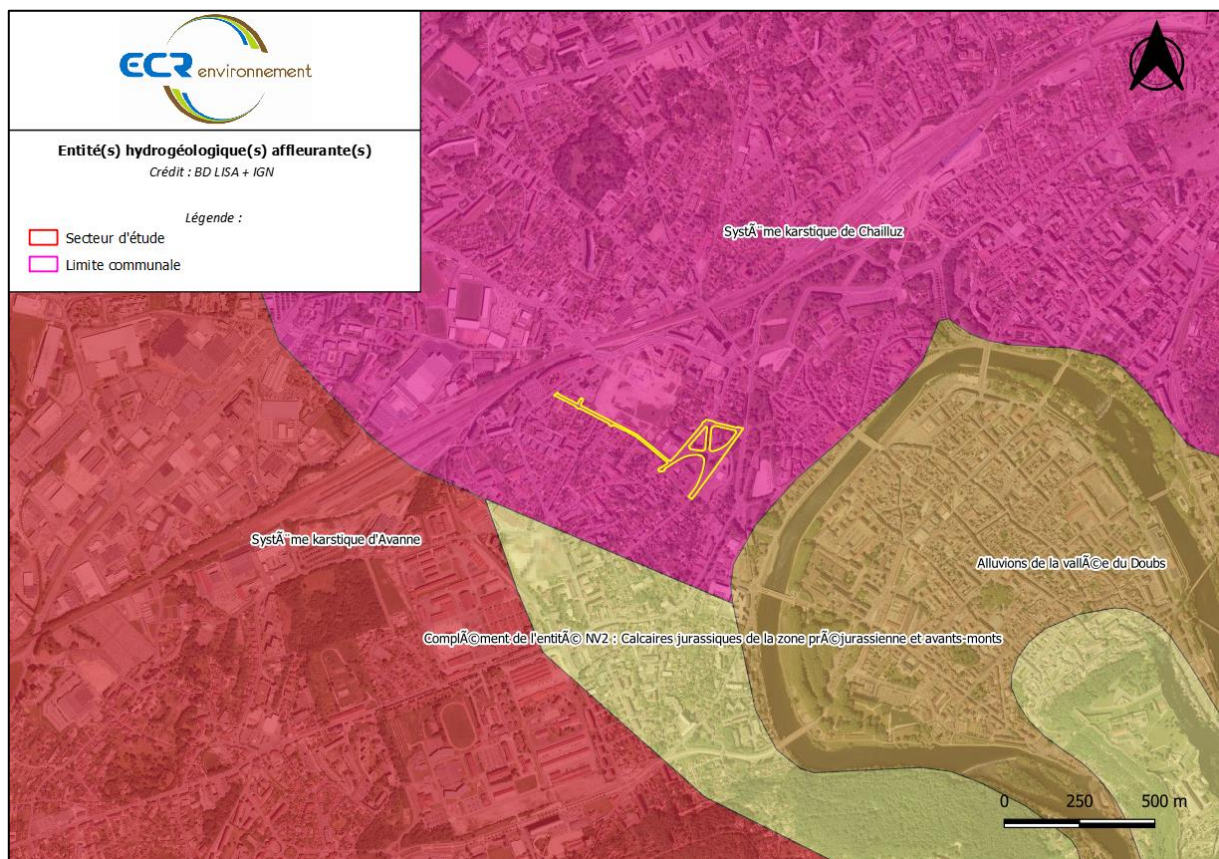 ECR environnement
Entité(s) hydrogéologique(s) affleurante(s)
Crédit : BD LISA + IGN
Légende :
Secteur d'étude
Limite communale
SystÃ¨me karstique de Chailluz
SystÃ¨me karstique d'Avanne
Alluvions de la vallÃ©e du Doubs
ComplÃ©ment de l'entitÃ© NV2 : Calcaires jurassiques de la zone prÃ©jurassienne et avants-monts
0 250 500 m